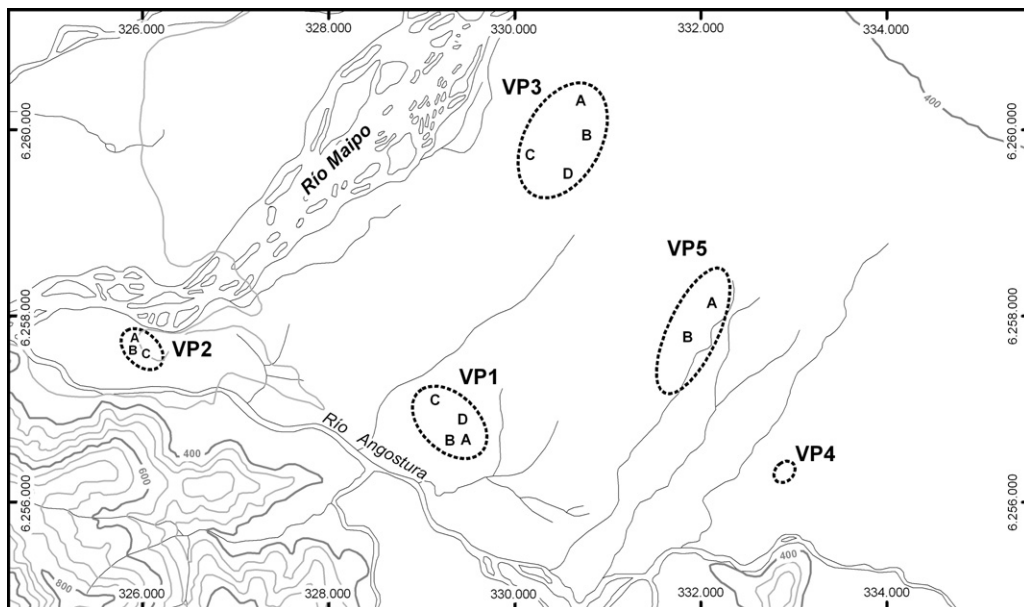 326.000
328.000
330.000
332.000
334.000
6.260.000
6.260.000
VP3
A
B
C
D
Río Maipo
400
VP5
A
B
6.258.000
6.258.000
A
B
C
VP2
VP1
C
D
B
A
Río Angostura
VP4
400
600
6.256.000
6.256.000
800
400
326.000
328.000
330.000
332.000
334.000